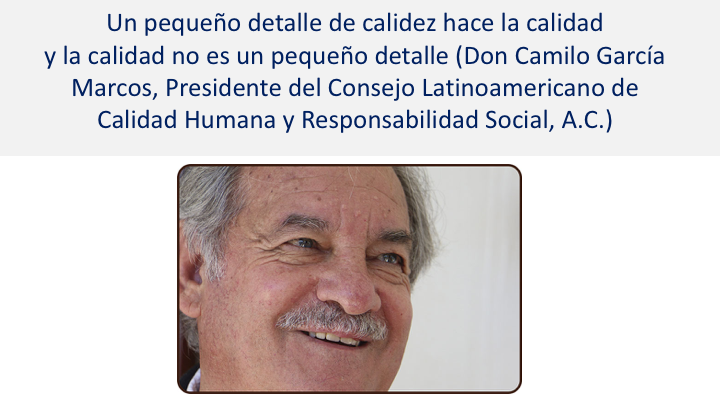 Un pequeño detalle de calidez hace la calidad
y la calidad no es un pequeño detalle (Don Camilo García
Marcos, Presidente del Consejo Latinoamericano de
Calidad Humana y Responsabilidad Social, A.C.)